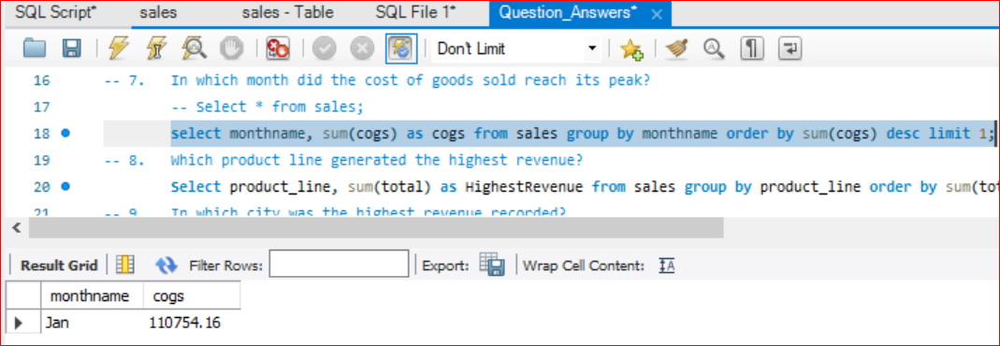 SQL Script* sales sales - Table SQL File 1* Question_Answers*
Don't Limit
16 -- 7. In which month did the cost of goods sold reach its peak?
17 -- Select * from sales;
18 select monthname, sum(cogs) as cogs from sales group by monthname order by sum(cogs) desc limit 1;
19 -- 8. Which product line generated the highest revenue?
20 Select product_line, sum(total) as HighestRevenue from sales group by product_line order by sum(tot
21 -- 9. In which city was the highest revenue recorded?
Result Grid Filter Rows: Export: Wrap Cell Content: IA
monthname cogs
Jan 110754.16